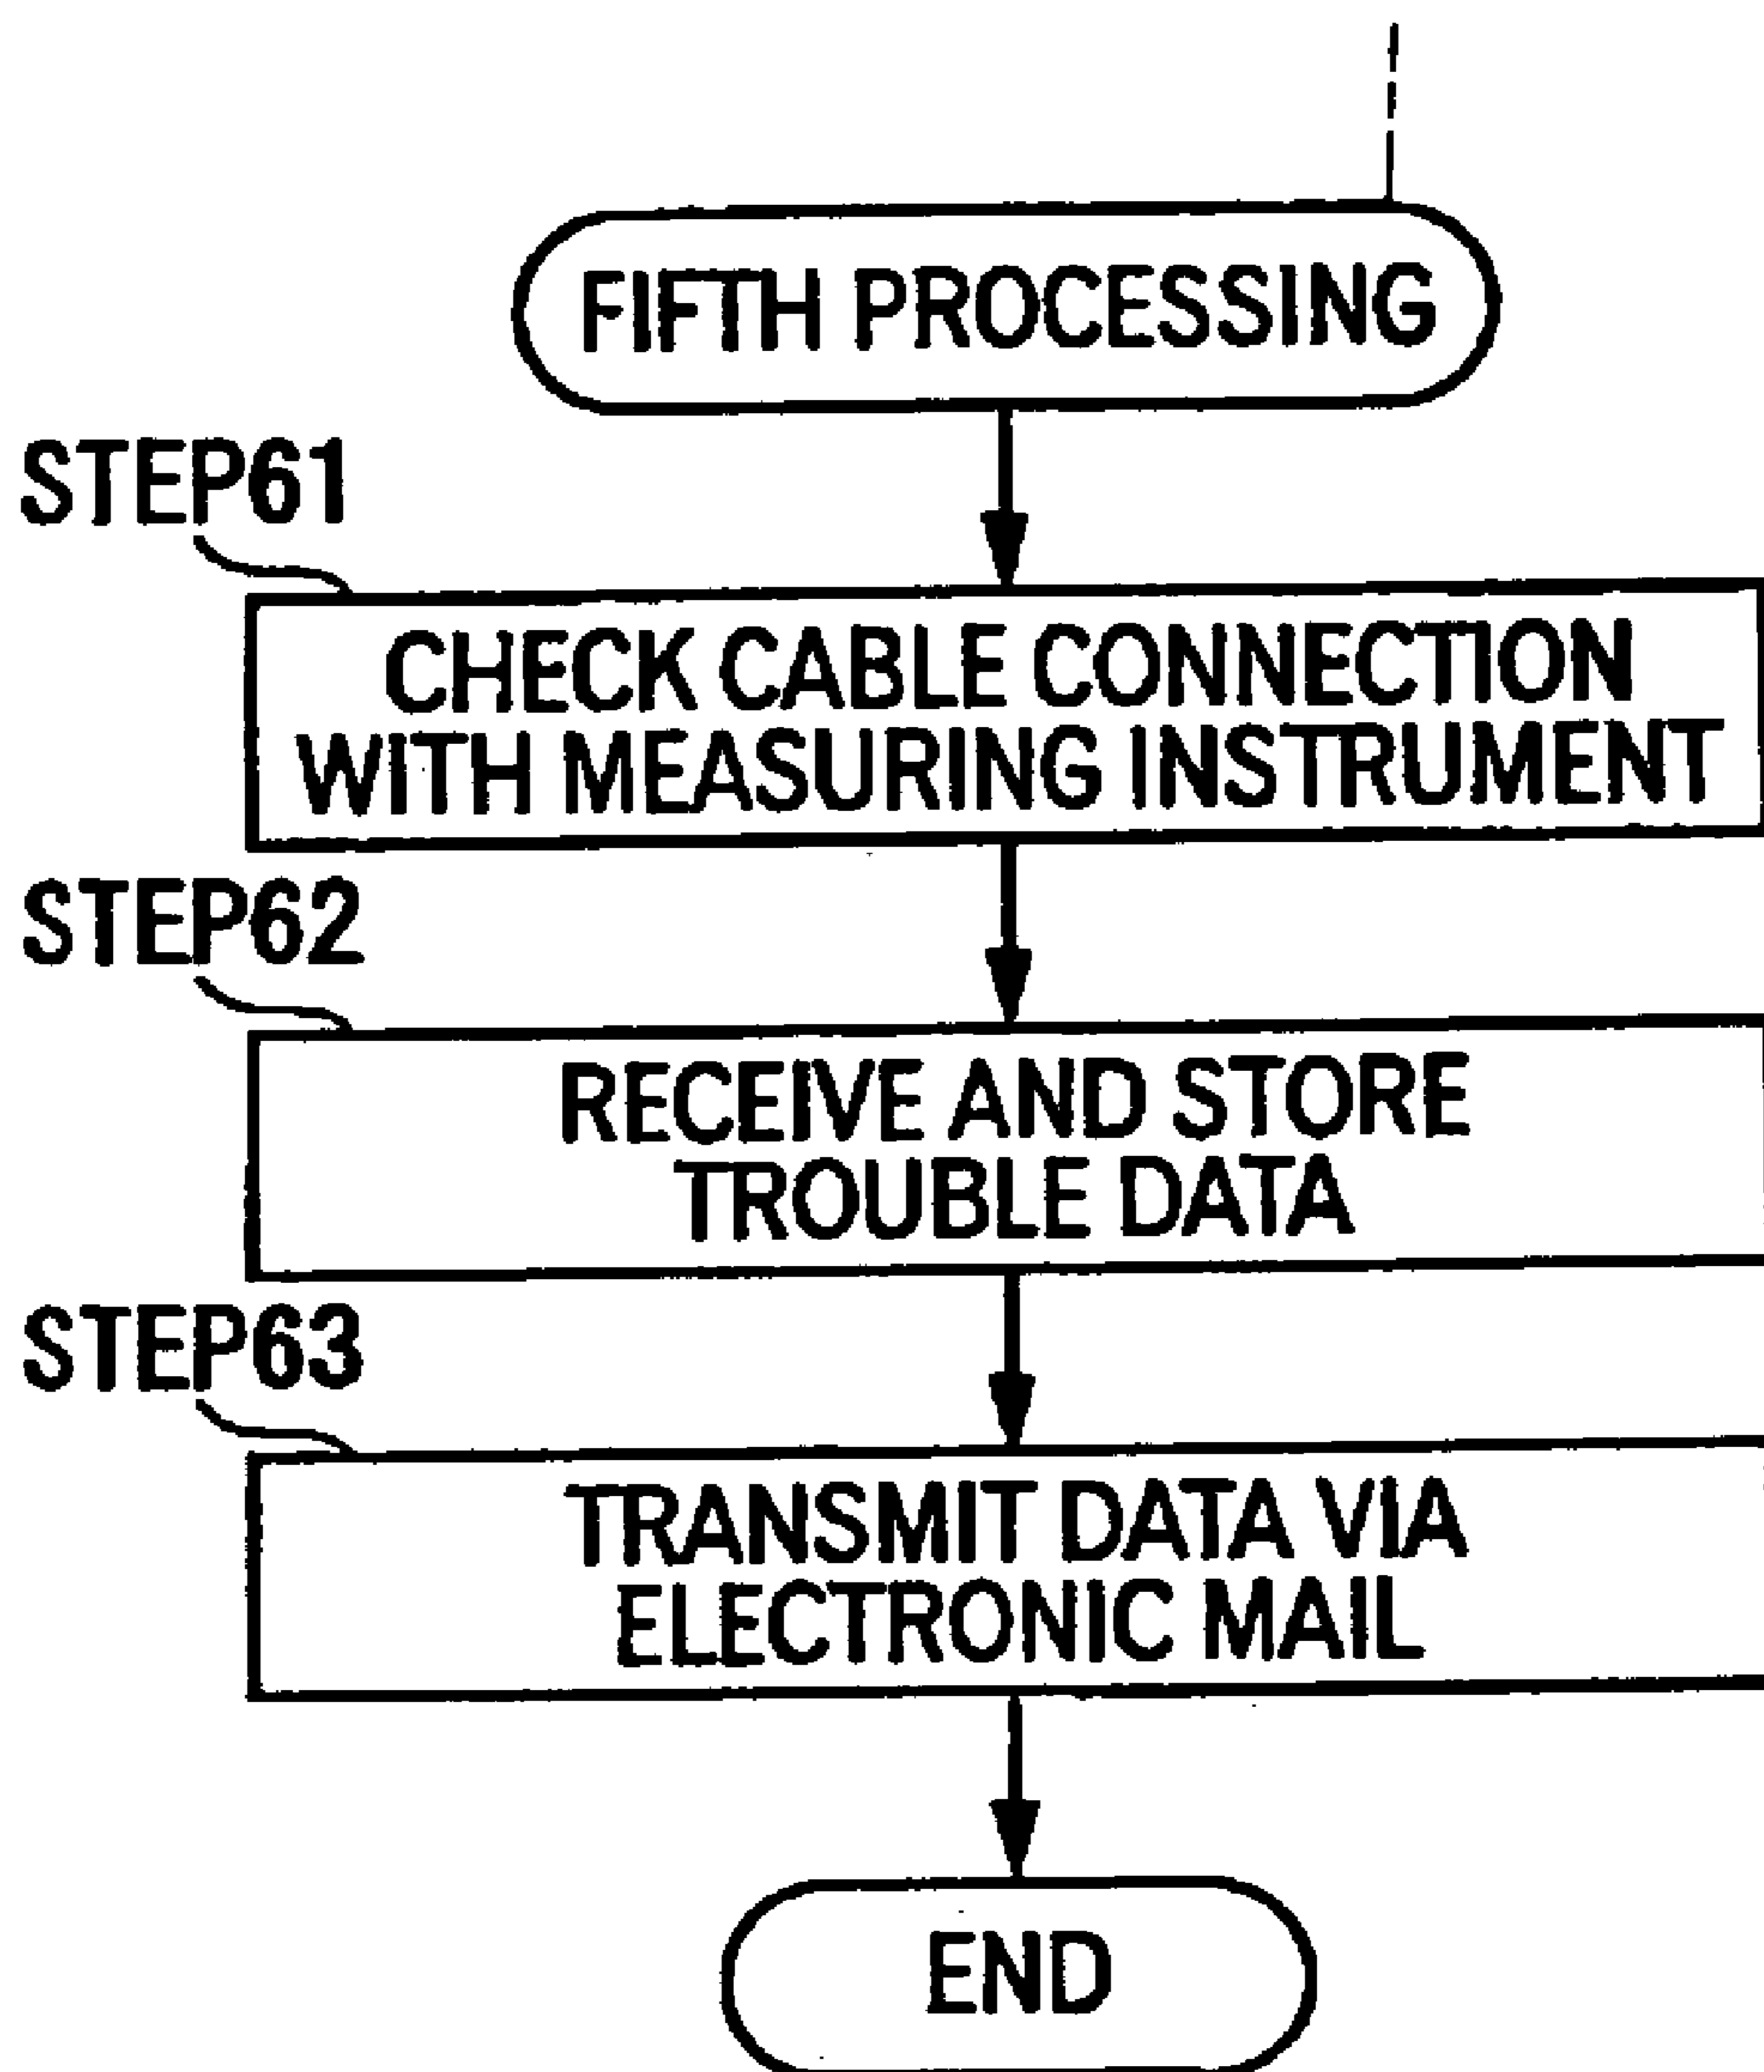 FIFTH PROCESSING
STEP61
CHECK CABLE CONNECTION
WITH MEASURING INSTRUMENT
STEP62
RECEIVE AND STORE
TROUBLE DATA
STEP63
TRANSMIT DATA VIA
ELECTRONIC MAIL
END